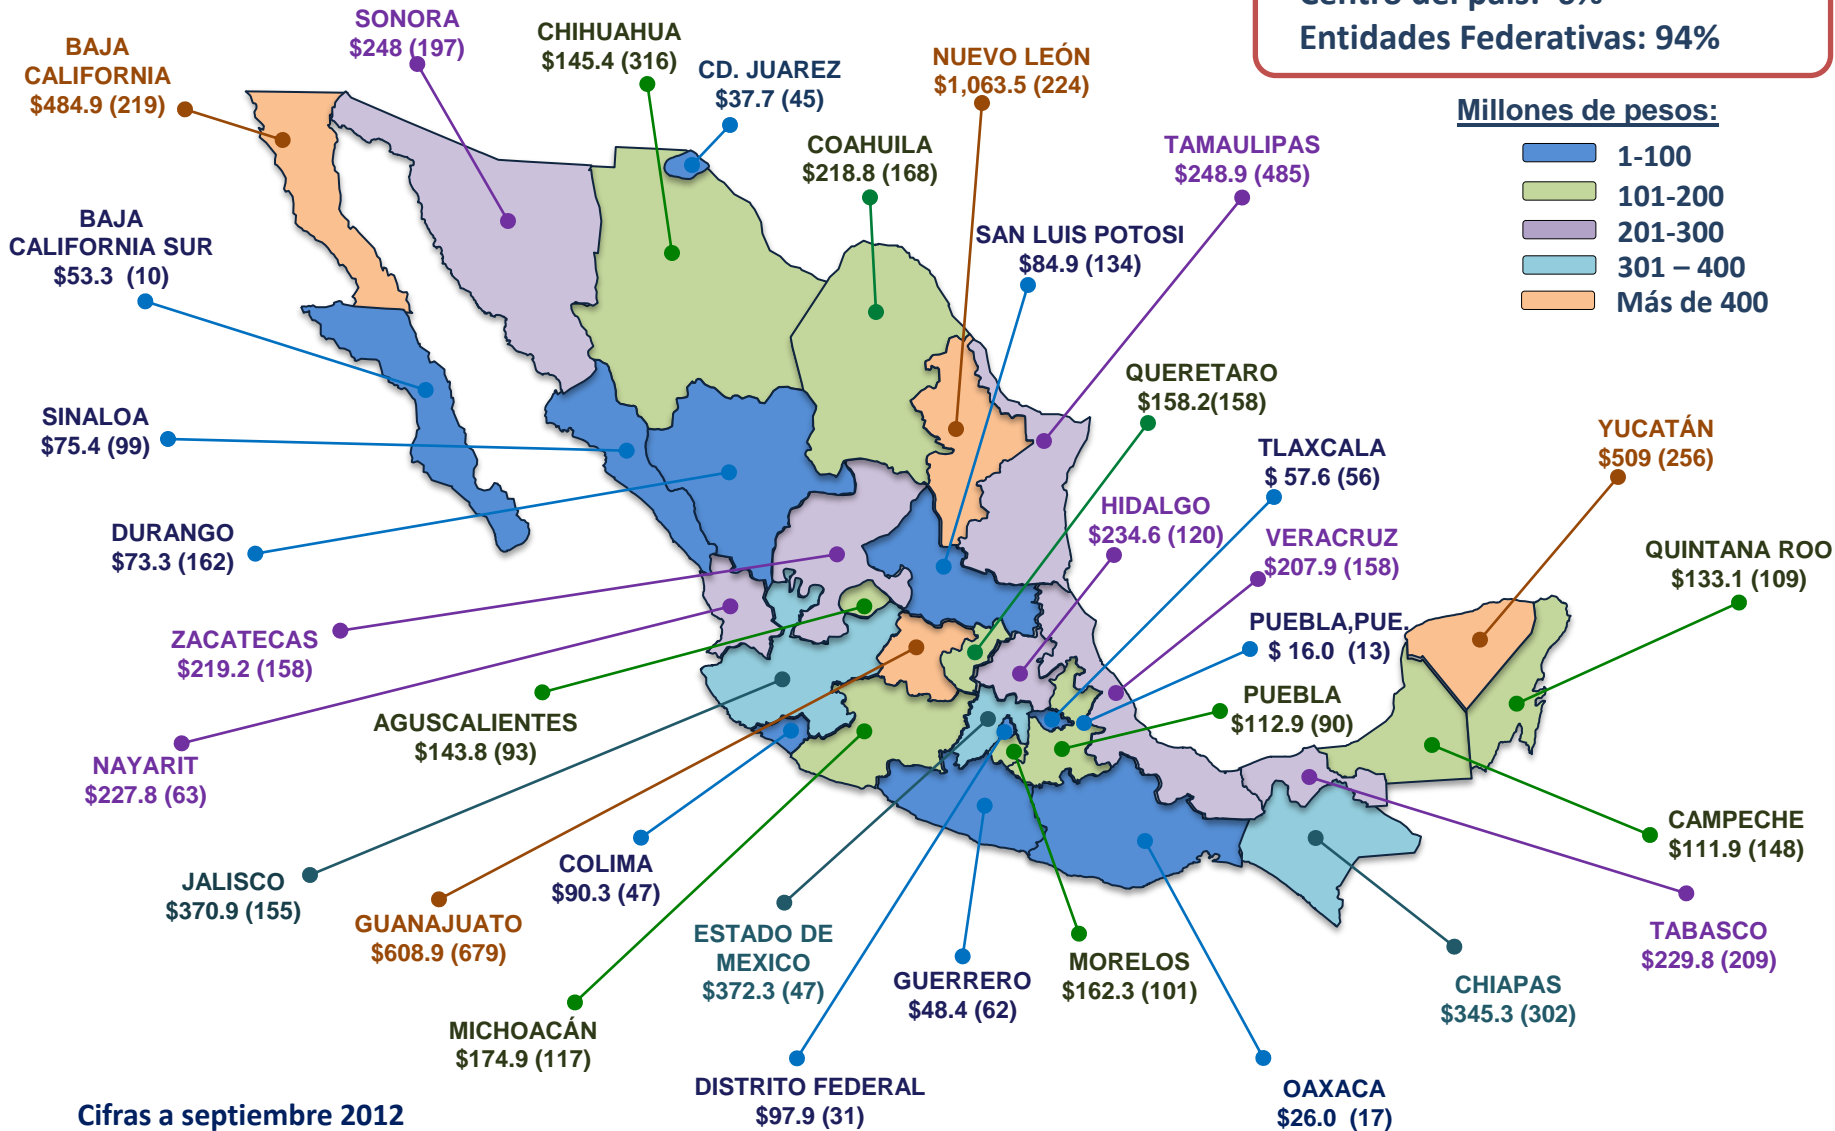 Centro del país: 6%
Entidades Federativas: 94%
Millones de pesos:
1-100
101-200
201-300
301 – 400
Más de 400
SONORA
$248 (197)
CHIHUAHUA
$145.4 (316)
BAJA
CALIFORNIA
$484.9 (219)
CD. JUAREZ
$37.7 (45)
NUEVO LEÓN
$1,063.5 (224)
COAHUILA
$218.8 (168)
TAMAULIPAS
$248.9 (485)
BAJA
CALIFORNIA SUR
$53.3 (10)
SAN LUIS POTOSI
$84.9 (134)
QUERETARO
$158.2(158)
SINALOA
$75.4 (99)
TLAXCALA
$ 57.6 (56)
YUCATÁN
$509 (256)
DURANGO
$73.3 (162)
HIDALGO
$234.6 (120)
VERACRUZ
$207.9 (158)
QUINTANA ROO
$133.1 (109)
ZACATECAS
$219.2 (158)
PUEBLA,PUE.
$ 16.0 (13)
PUEBLA
$112.9 (90)
AGUSCALIENTES
$143.8 (93)
NAYARIT
$227.8 (63)
CAMPECHE
$111.9 (148)
JALISCO
$370.9 (155)
COLIMA
$90.3 (47)
GUANAJUATO
$608.9 (679)
ESTADO DE
MEXICO
$372.3 (47)
GUERRERO
$48.4 (62)
MORELOS
$162.3 (101)
TABASCO
$229.8 (209)
CHIAPAS
$345.3 (302)
MICHOACÁN
$174.9 (117)
DISTRITO FEDERAL
$97.9 (31)
OAXACA
$26.0 (17)
Cifras a septiembre 2012